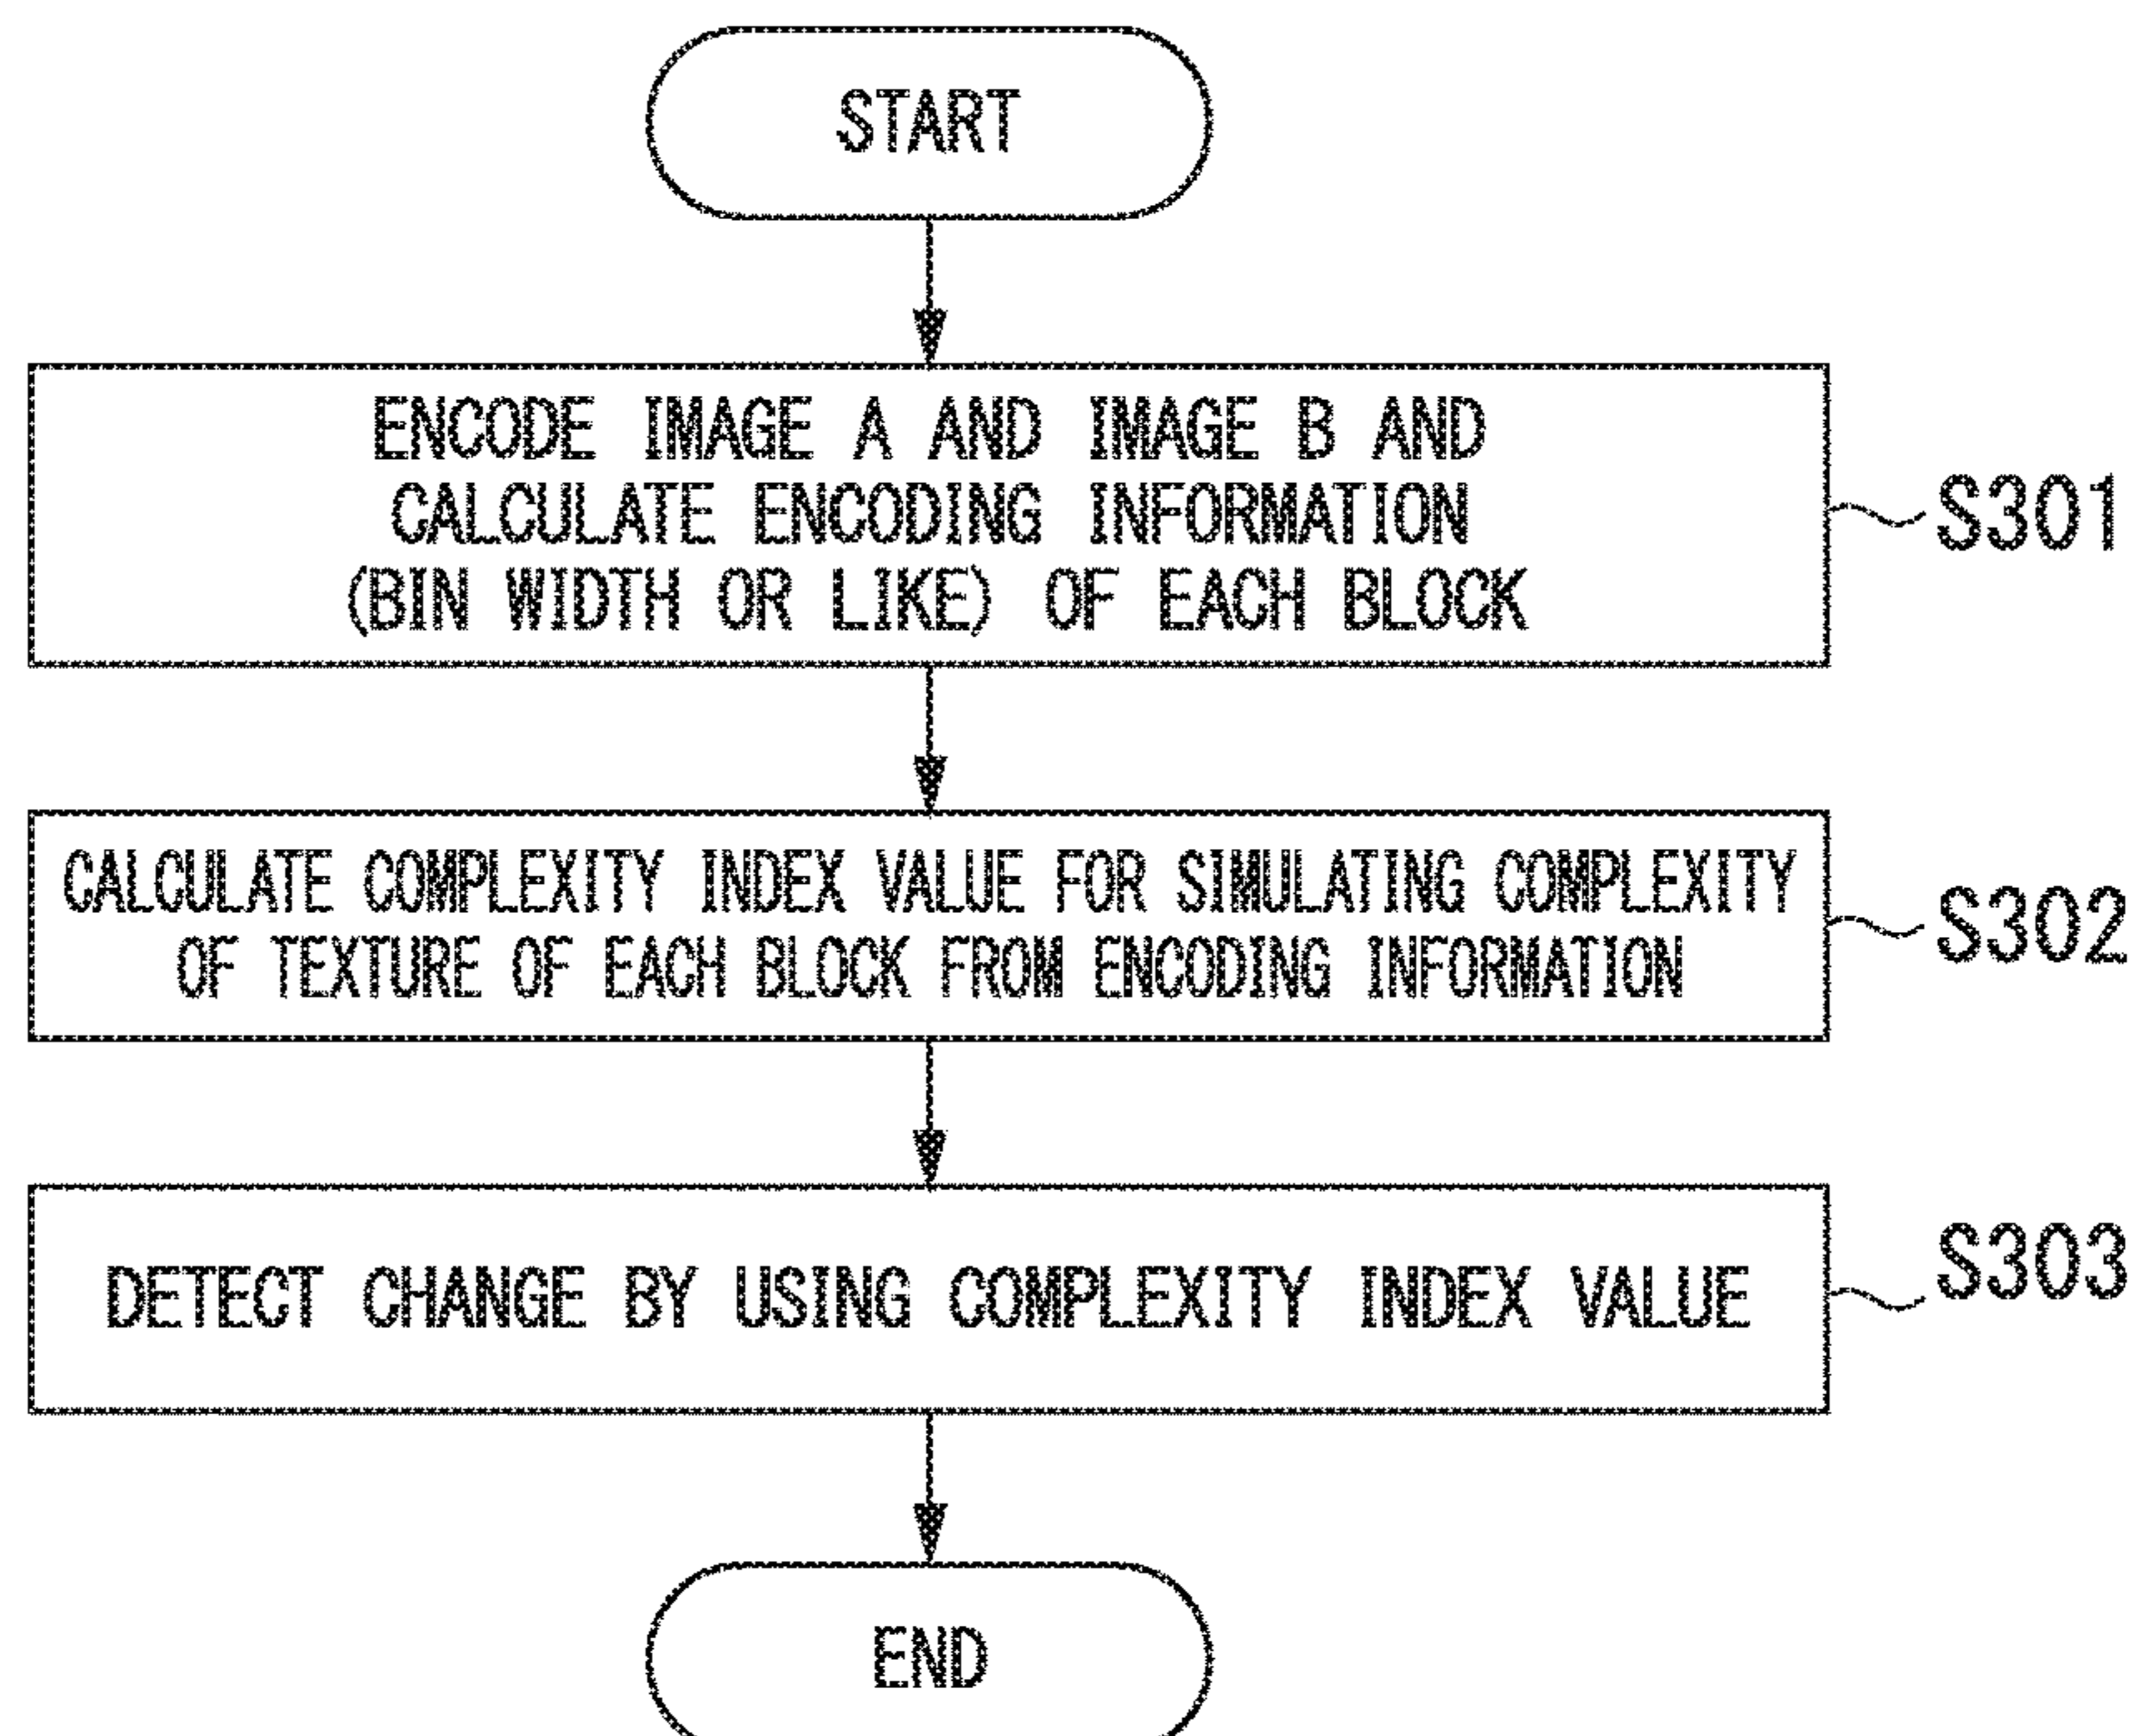 START
ENCODE IMAGE A AND IMAGE B AND
CALCULATE ENCODING INFORMATION
(BIN WIDTH OR LIKE) OF EACH BLOCK
S301
CALCULATE COMPLEXITY INDEX VALUE FOR SIMULATING COMPLEXITY
OF TEXTURE OF EACH BLOCK FROM ENCODING INFORMATION
S302
DETECT CHANGE BY USING COMPLEXITY INDEX VALUE
S303
END